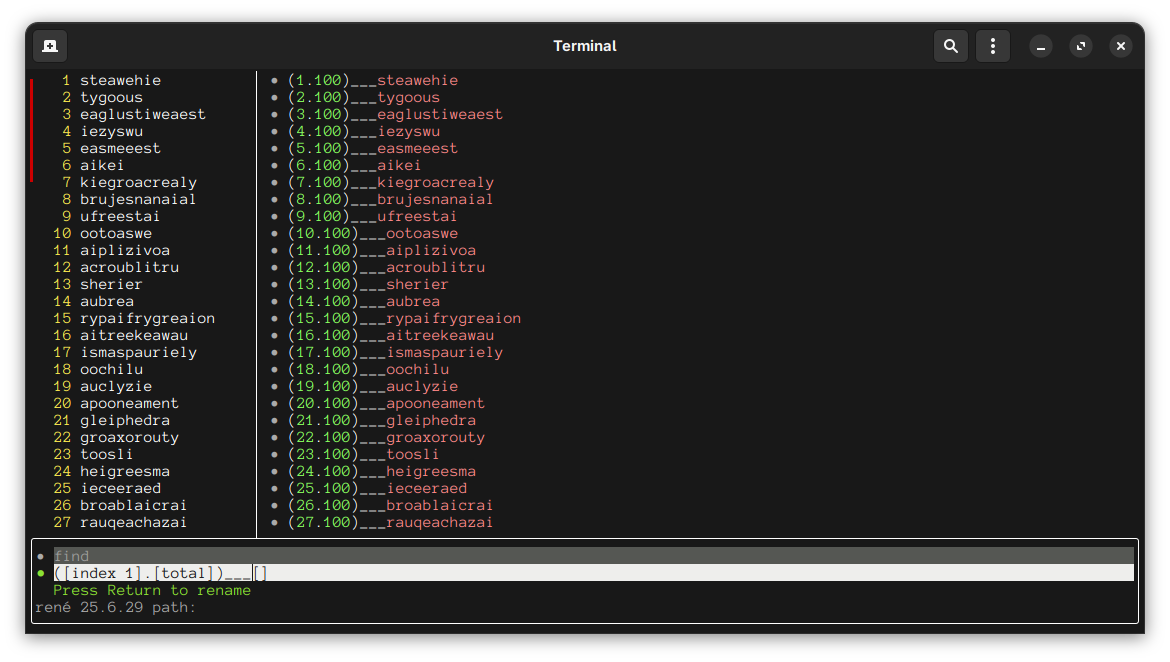 Terminal
1 steawehie ● (1.100)___steawehie
2 tygoous ● (2.100)___tygoous
3 eaglustiweaest ● (3.100)___eaglustiweaest
4 iezyswu ● (4.100)___iezyswu
5 easmeeest ● (5.100)___easmeeest
6 aikei ● (6.100)___aikei
7 kiegroacrealy ● (7.100)___kiegroacrealy
8 brujesnanaial ● (8.100)___brujesnanaial
9 ufreestai ● (9.100)___ufreestai
10 ootoaswe ● (10.100)___ootoaswe
11 aiplizivoa ● (11.100)___aiplizivoa
12 acroublitru ● (12.100)___acroublitru
13 sherier ● (13.100)___sherier
14 aubrea ● (14.100)___aubrea
15 rypaifrygreaion ● (15.100)___rypaifrygreaion
16 aitreekeawau ● (16.100)___aitreekeawau
17 ismaspauriely ● (17.100)___ismaspauriely
18 oochilu ● (18.100)___oochilu
19 auclyzie ● (19.100)___auclyzie
20 apooneament ● (20.100)___apooneament
21 gleiphedra ● (21.100)___gleiphedra
22 groaxorouty ● (22.100)___groaxorouty
23 toosli ● (23.100)___toosli
24 heigreesma ● (24.100)___heigreesma
25 ieceeraed ● (25.100)___ieceeraed
26 broablaicrai ● (26.100)___broablaicrai
27 rauqeachazai ● (27.100)___rauqeachazai
● find
● ([index 1].[total])___[]
Press Return to rename
rené 25.6.29 path: